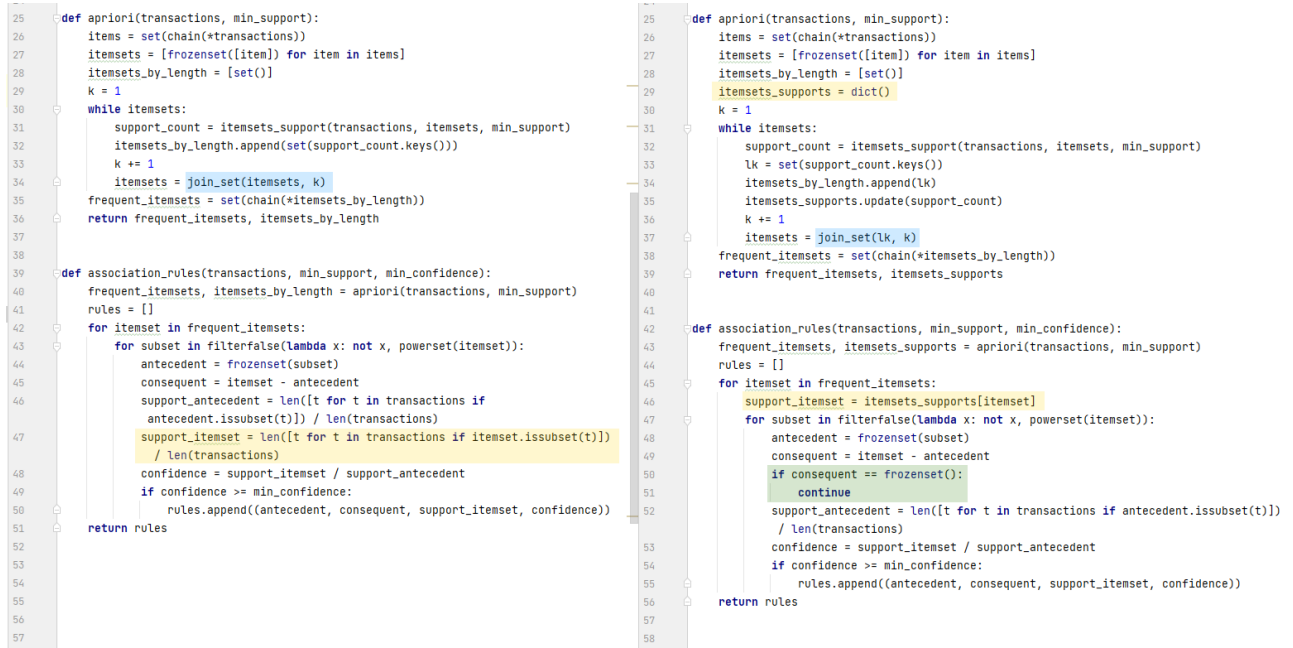 25 def apriori(transactions, min_support):
26 items = set(chain(*transactions))
27 itemsets = [frozenset([item]) for item in items]
28 itemsets_by_length = [set()]
29 k = 1
30 while itemsets:
31 support_count = itemsets_support(transactions, itemsets, min_support)
32 itemsets_by_length.append(set(support_count.keys()))
33 k += 1
34 itemsets = join_set(itemsets, k)
35 frequent_itemsets = set(chain(*itemsets_by_length))
36 return frequent_itemsets, itemsets_by_length
37
38
39 def association_rules(transactions, min_support, min_confidence):
40 frequent_itemsets, itemsets_by_length = apriori(transactions, min_support)
41 rules = []
42 for itemset in frequent_itemsets:
43 for subset in filterfalse(lambda x: not x, powerset(itemset)):
44 antecedent = frozenset(subset)
45 consequent = itemset - antecedent
46 support_antecedent = len([t for t in transactions if
antecedent.issubset(t)]) / len(transactions)
47 support_itemset = len([t for t in transactions if itemset.issubset(t)])
/ len(transactions)
48 confidence = support_itemset / support_antecedent
49 if confidence >= min_confidence:
50 rules.append((antecedent, consequent, support_itemset, confidence))
51 return rules
52
53
54
55
56
57
25 def apriori(transactions, min_support):
26 items = set(chain(*transactions))
27 itemsets = [frozenset([item]) for item in items]
28 itemsets_by_length = [set()]
29 itemsets_supports = dict()
30 k = 1
31 while itemsets:
32 support_count = itemsets_support(transactions, itemsets, min_support)
33 lk = set(support_count.keys())
34 itemsets_by_length.append(lk)
35 itemsets_supports.update(support_count)
36 k += 1
37 itemsets = join_set(lk, k)
38 frequent_itemsets = set(chain(*itemsets_by_length))
39 return frequent_itemsets, itemsets_supports
40
41
42 def association_rules(transactions, min_support, min_confidence):
43 frequent_itemsets, itemsets_supports = apriori(transactions, min_support)
44 rules = []
45 for itemset in frequent_itemsets:
46 support_itemset = itemsets_supports[itemset]
47 for subset in filterfalse(lambda x: not x, powerset(itemset)):
48 antecedent = frozenset(subset)
49 consequent = itemset - antecedent
50 if consequent == frozenset():
51 continue
52 support_antecedent = len([t for t in transactions if antecedent.issubset(t)])
/ len(transactions)
53 confidence = support_itemset / support_antecedent
54 if confidence >= min_confidence:
55 rules.append((antecedent, consequent, support_itemset, confidence))
56 return rules
57
58